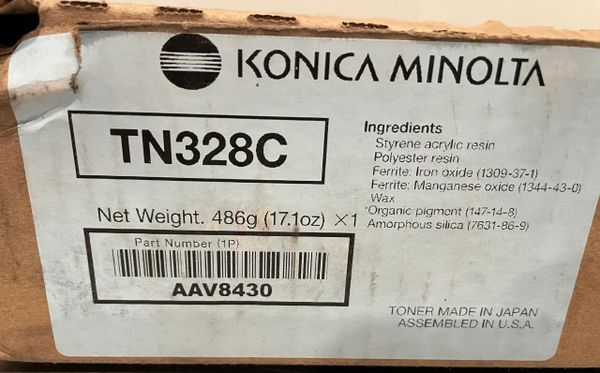 KONICA MINOLTA
TN328C
Net Weight. 486g (17.1oz) ×1
Part Number (1P)
AAV8430
Ingredients
Styrene acrylic resin
Polyester resin
Ferrite: Iron oxide (1309-37-1)
Ferrite: Manganese oxide (1344-43-0)
Wax
*Organic pigment (147-14-8)
Amorphous silica (7631-86-9)
TONER MADE IN JAPAN
ASSEMBLED IN U.S.A.